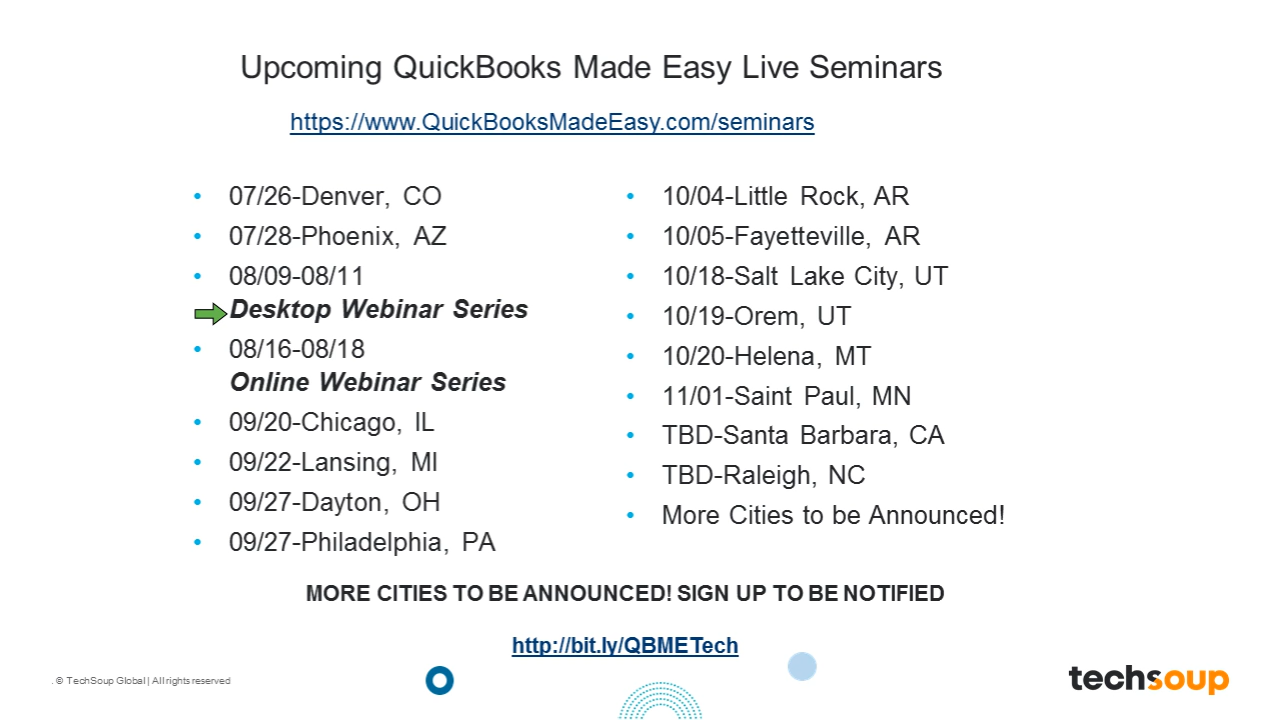 Upcoming QuickBooks Made Easy Live Seminars
https://www.QuickBooksMadeEasy.com/seminars
• 07/26-Denver, CO
• 07/28-Phoenix, AZ
• 08/09-08/11
Desktop Webinar Series
• 08/16-08/18
Online Webinar Series
• 09/20-Chicago, IL
• 09/22-Lansing, MI
• 09/27-Dayton, OH
• 09/27-Philadelphia, PA
• 10/04-Little Rock, AR
• 10/05-Fayetteville, AR
• 10/18-Salt Lake City, UT
• 10/19-Orem, UT
• 10/20-Helena, MT
• 11/01-Saint Paul, MN
• TBD-Santa Barbara, CA
• TBD-Raleigh, NC
• More Cities to be Announced!
MORE CITIES TO BE ANNOUNCED! SIGN UP TO BE NOTIFIED
http://bit.ly/QBMETech
. © TechSoup Global | All rights reserved
techsoup